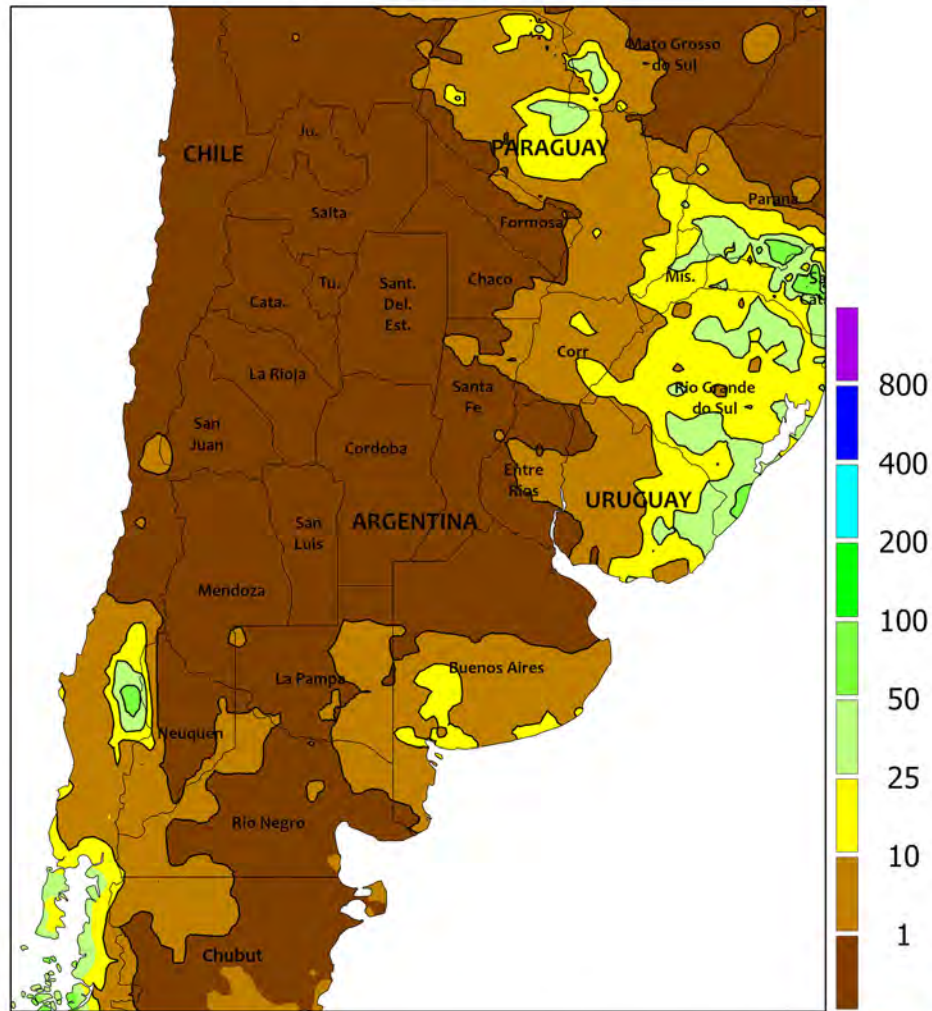 Mato Grosso
do Sul
Ju.
CHILE
PARAGUAY
Parana
Salta
Formosa
Mis.
Chaco
Tu.
Sant.
Del.
Est.
Cata.
Sa
Cat
Corr
La Rioja
Santa
Fe
Rio Grande
do Sul
San
Juan
Cordoba
Entre
Rios
URUGUAY
ARGENTINA
San
Luis
Mendoza
Buenos Aires
La Pampa
Neuquen
Rio Negro
Chubut
800
400
200
100
50
25
10
1